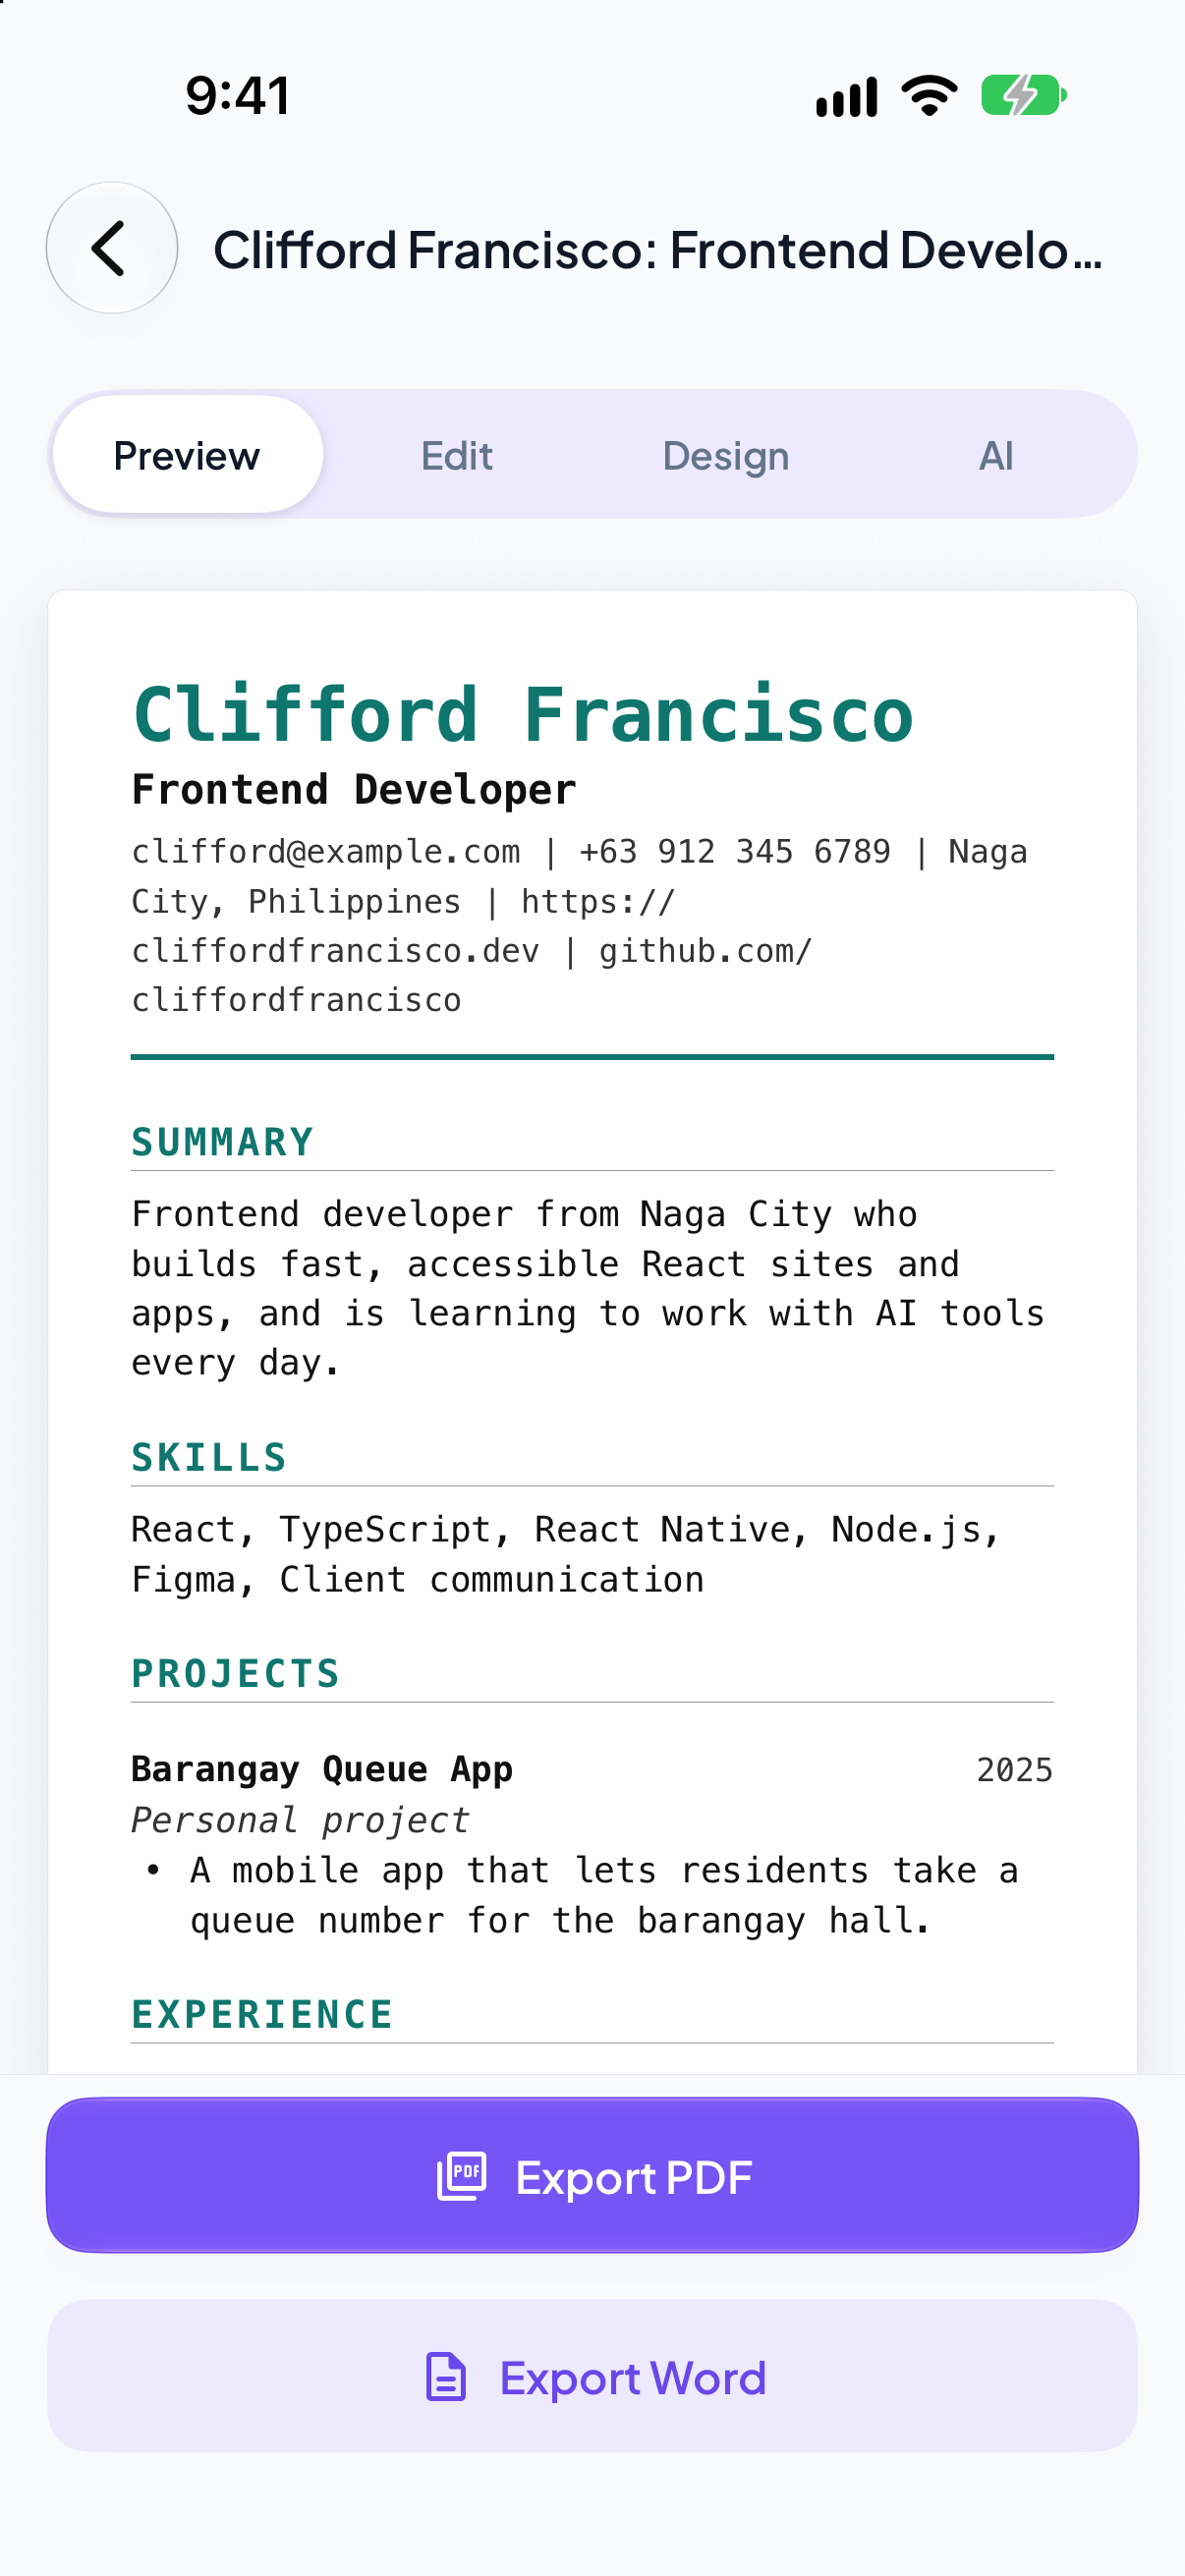 9:41
Clifford Francisco: Frontend Develo...
Preview
Edit
Design
AI
Clifford Francisco
Frontend Developer
clifford@example.com | +63 912 345 6789 | Naga
City, Philippines | https://
cliffordfrancisco.dev | github.com/
cliffordfrancisco
SUMMARY
Frontend developer from Naga City who
builds fast, accessible React sites and
apps, and is learning to work with AI tools
every day.
SKILLS
React, TypeScript, React Native, Node.js,
Figma, Client communication
PROJECTS
Barangay Queue App 2025
Personal project
• A mobile app that lets residents take a
queue number for the barangay hall.
EXPERIENCE
PDF Export PDF
Export Word